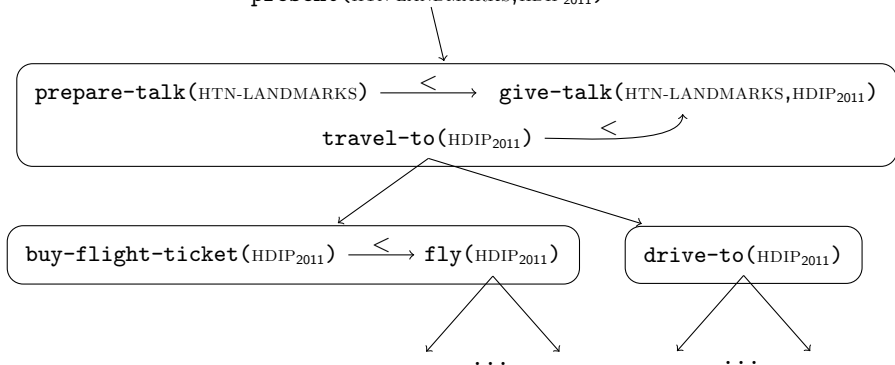 prepare-talk(HTN-LANDMARKS) < give-talk(HTN-LANDMARKS,HDIP2011)
travel-to(HDIP2011) <
buy-flight-ticket(HDIP2011) < fly(HDIP2011) drive-to(HDIP2011)
... ...